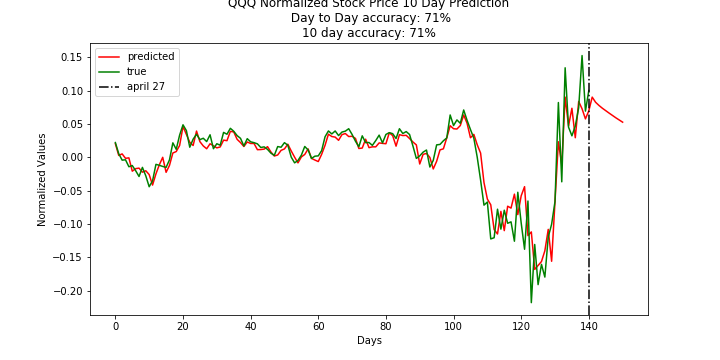 QQQ Normalized Stock Price 10 Day Prediction
Day to Day accuracy: 71%
10 day accuracy: 71%
predicted
true
april 27
0.15
0.10
0.05
0.00
−0.05
−0.10
−0.15
−0.20
Normalized Values
0 20 40 60 80 100 120 140
Days